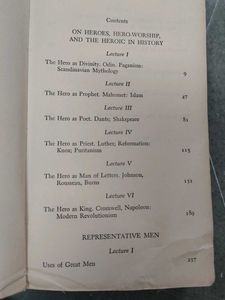 Contents
ON HEROES, HERO-WORSHIP,
AND THE HEROIC IN HISTORY
Lecture I
The Hero as Divinity. Odin. Paganism:
Scandinavian Mythology 9
Lecture II
The Hero as Prophet. Mahomet: Islam 47
Lecture III
The Hero as Poet. Dante; Shakspeare 81
Lecture IV
The Hero as Priest. Luther; Reformation:
Knox; Puritanism 115
Lecture V
The Hero as Man of Letters. Johnson,
Rousseau, Burns 151
Lecture VI
The Hero as King. Cromwell, Napoleon:
Modern Revolutionism 189
REPRESENTATIVE MEN
Lecture I
Uses of Great Men 237